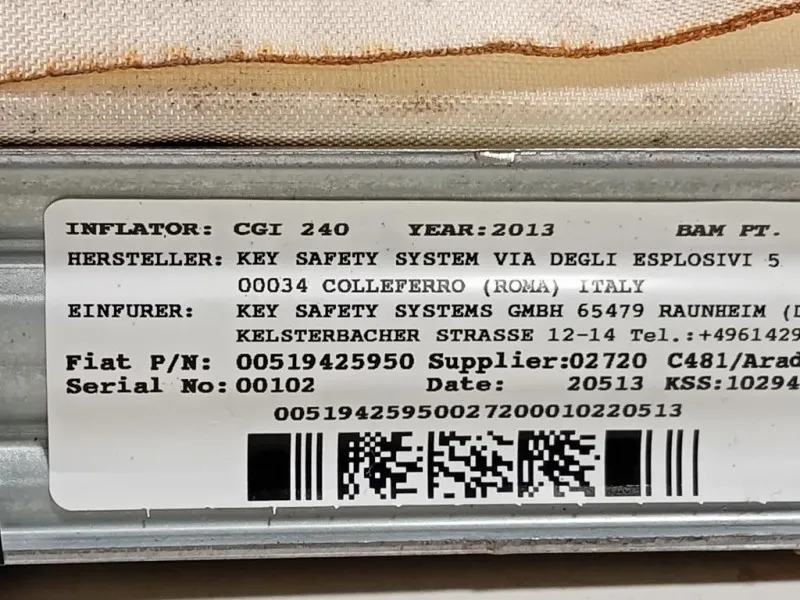 INFLATOR: CGI 240 YEAR:2013 BAM PT.
HERSTELLER: KEY SAFETY SYSTEM VIA DEGLI ESPLOSIVI 5
00034 COLLEFERRO (ROMA) ITALY
EINFURER: KEY SAFETY SYSTEMS GMBH 65479 RAUNHEIM (D
KELSTERBACHER STRASSE 12-14 Tel.:+4961429
Fiat P/N: 00519425950 Supplier:02720 C481/Arad
Serial No: 00102 Date: 20513 KSS:10294
00519425950027200010220513